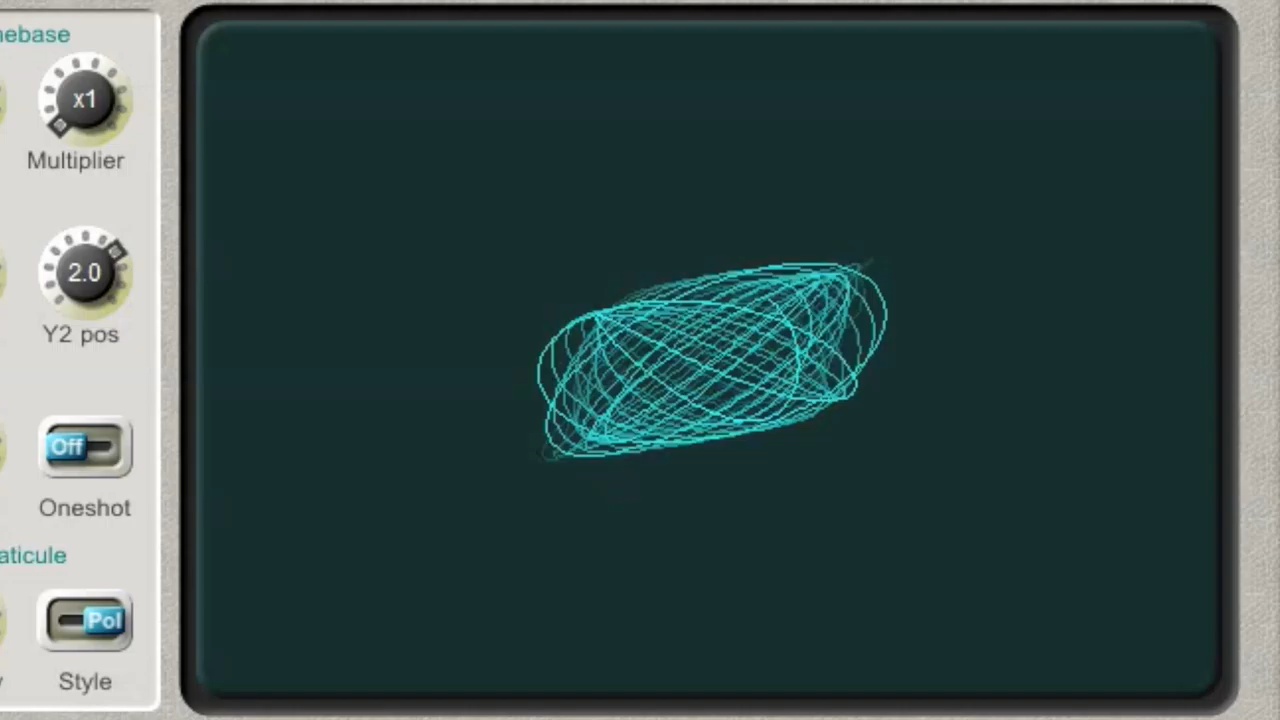 nebase
x1
Multiplier
2.0
Y2 pos
Off
Oneshot
aticule
Pol
Style